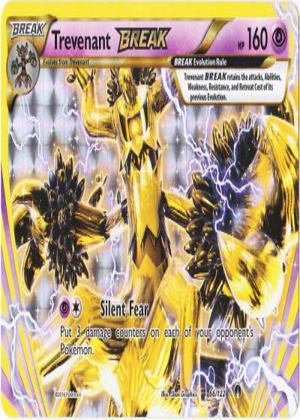 BREAK
Trevenant BREAK HP 160
Evolves from Trevenant
BREAK Evolution Rule
Trevenant BREAK retains the attacks, Abilities,
Weakness, Resistance, and Retreat Cost of its
previous Evolution.
Silent Fear
Put 3 damage counters on each of your opponent's
Pokémon.
66/122